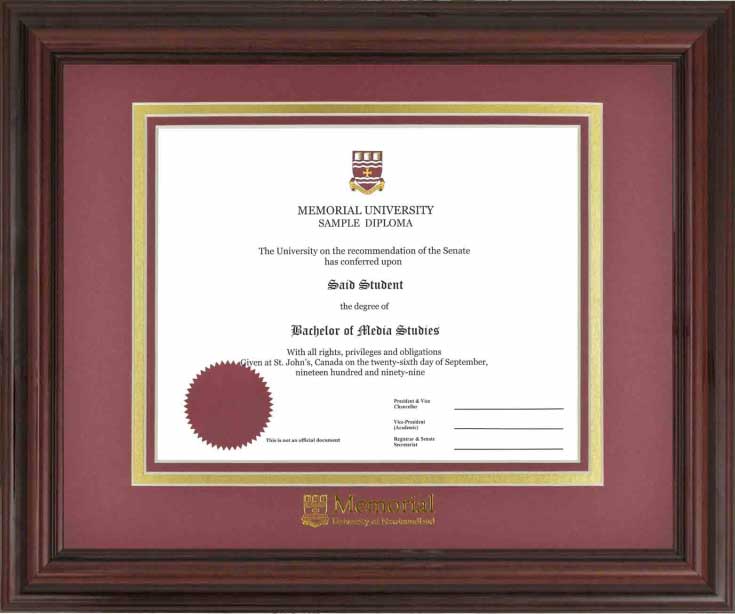 MEMORIAL UNIVERSITY
SAMPLE DIPLOMA
The University on the recommendation of the Senate
has conferred upon
Said Student
the degree of
Bachelor of Media Studies
With all rights, privileges and obligations
Given at St. John's, Canada on the twenty-sixth day of September,
nineteen hundred and ninety-nine
President & Vice
Chancellor
Vice-President
(Academic)
Registrar & Senate
Secretariat
This is not an official document
Memorial
University of Newfoundland